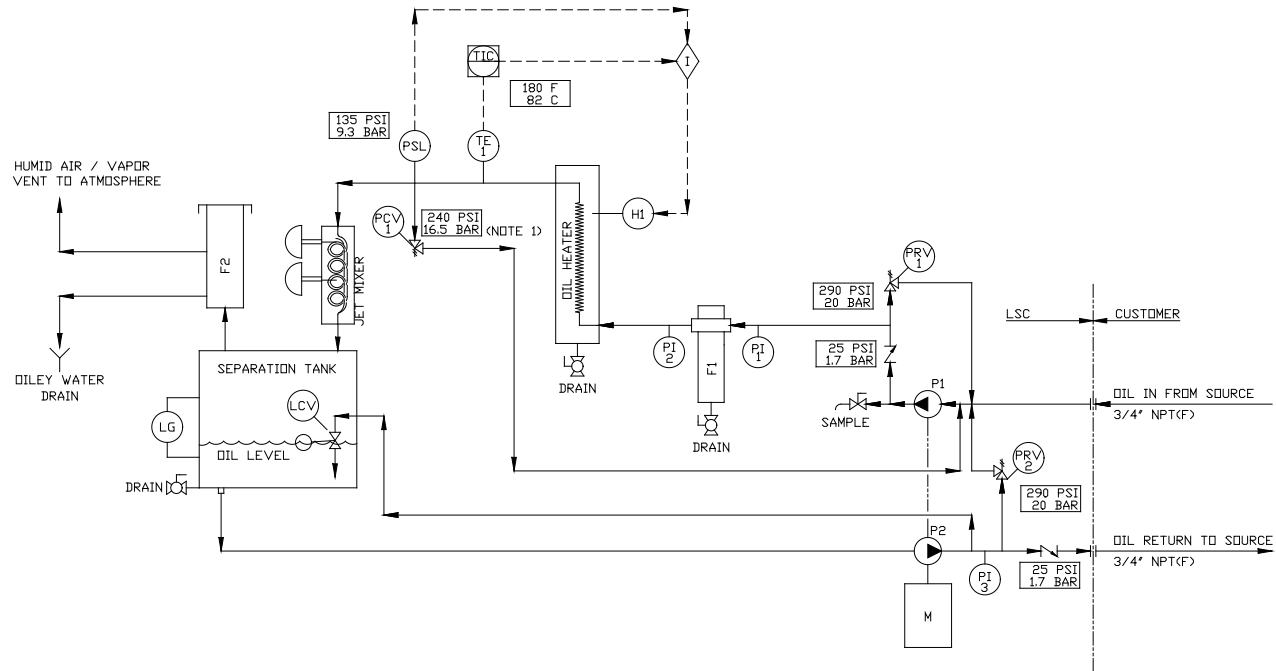 TIC
I
180 F
82 C
135 PSI
9.3 BAR
PSL
TE
1
HUMID AIR / VAPOR
VENT TO ATMOSPHERE
PCV
1
240 PSI
16.5 BAR (NOTE 1)
H1
OIL HEATER
F2
JET MIXER
PRV
1
290 PSI
20 BAR
LSC
CUSTOMER
PI
2
PI
1
25 PSI
1.7 BAR
F1
DRAIN
SEPARATION TANK
OILEY WATER
DRAIN
P1
OIL IN FROM SOURCE
3/4" NPT(F)
LCV
SAMPLE
LG
DRAIN
OIL LEVEL
PRV
2
DRAIN
290 PSI
20 BAR
P2
OIL RETURN TO SOURCE
3/4" NPT(F)
PI
3
25 PSI
1.7 BAR
M